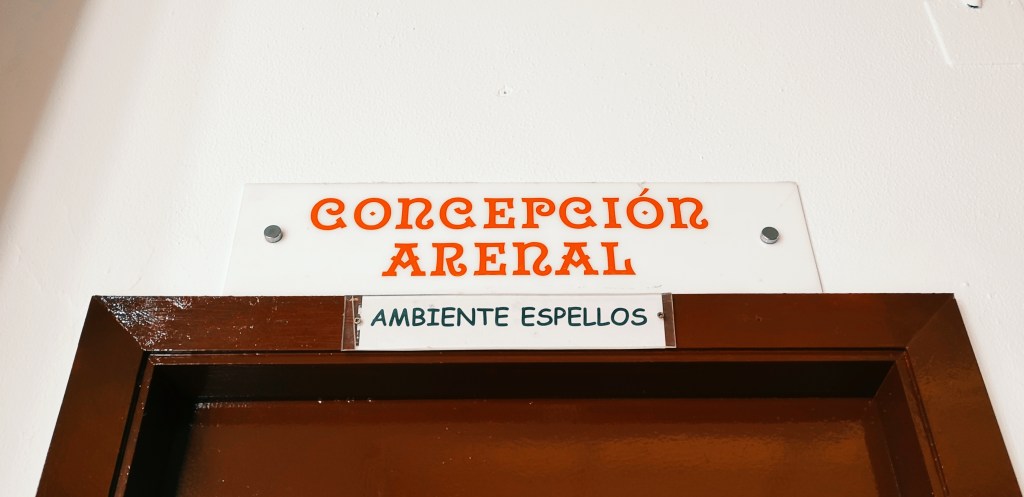 CONCEPCIÓN
ARENAL
AMBIENTE ESPELLOS